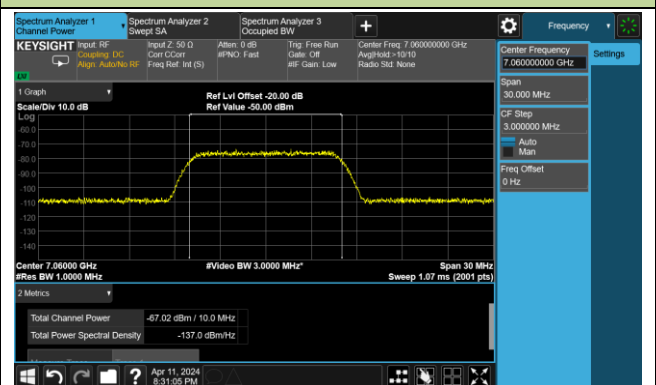 Spectrum Analyzer 1
Channel Power
Spectrum Analyzer 2
Swept SA
Spectrum Analyzer 3
Occupied BW
Frequency
KEYSIGHT
Input: RF
Coupling: DC
Align: Auto/No RF
Input Z: 50 Ω
Corr CCorr
Freq Ref: Int (S)
Atten: 0 dB
#PNO: Fast
Trig: Free Run
Gate: Off
#IF Gain: Low
Center Freq: 7.060000000 GHz
Avg|Hold:>10/>10
Radio Std: None
Center Frequency
7.060000000 GHz
Settings
Span
30.000 MHz
CF Step
3.000000 MHz
Auto
Man
Freq Offset
0 Hz
1 Graph
Scale/Div 10.0 dB
Ref Lvl Offset -20.00 dB
Ref Value -50.00 dBm
Log
-60.0
-70.0
-80.0
-90.0
-100
-110
-120
-130
-140
Center 7.06000 GHz
#Video BW 3.0000 MHz*
Span 30 MHz
#Res BW 1.0000 MHz
Sweep 1.07 ms (2001 pts)
2 Metrics
Total Channel Power
-67.02 dBm / 10.0 MHz
Total Power Spectral Density
-137.0 dBm/Hz
?
Apr 11, 2024
8:31:05 PM